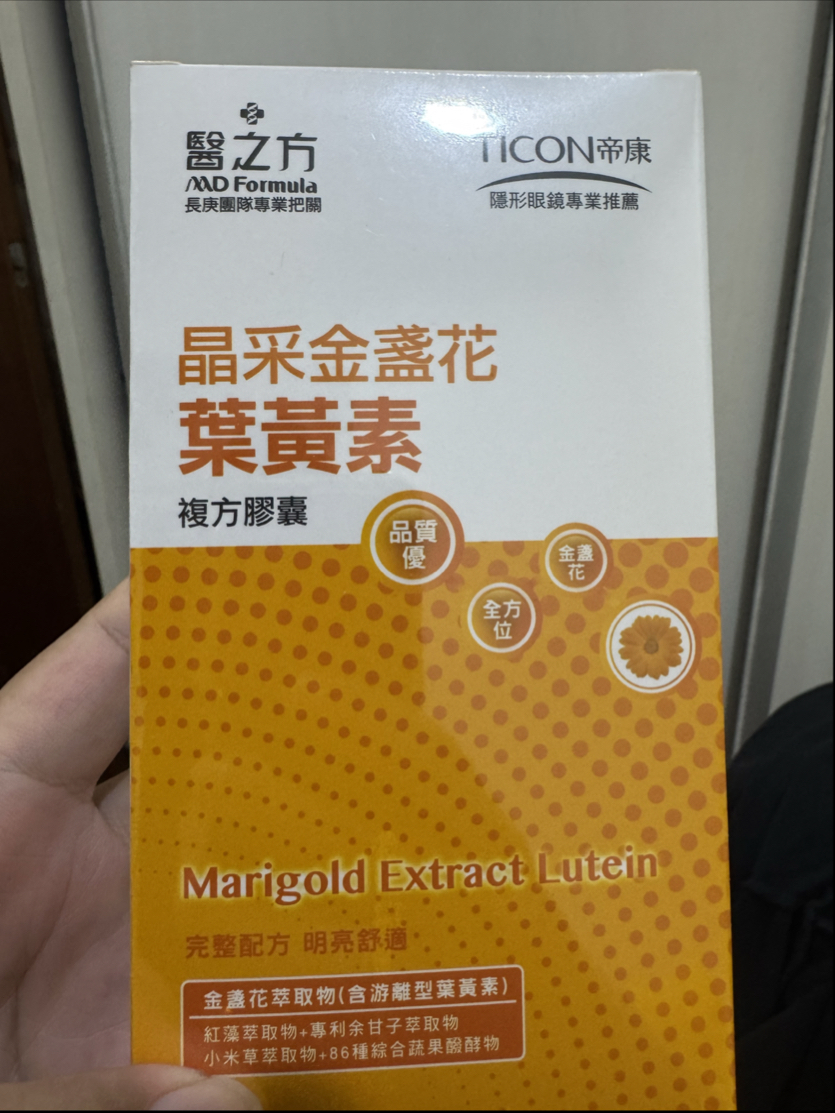 醫之方
MD Formula
長庚團隊專業把關
TICON帝康
隱形眼鏡專業推薦
晶采金盞花
葉黃素
複方膠囊
品質
優
金盞
花
全方
位
Marigold Extract Lutein
完整配方 明亮舒適
金盞花萃取物(含游離型葉黃素)
紅藻萃取物+專利余甘子萃取物
小米草萃取物+86種綜合蔬果醱酵物